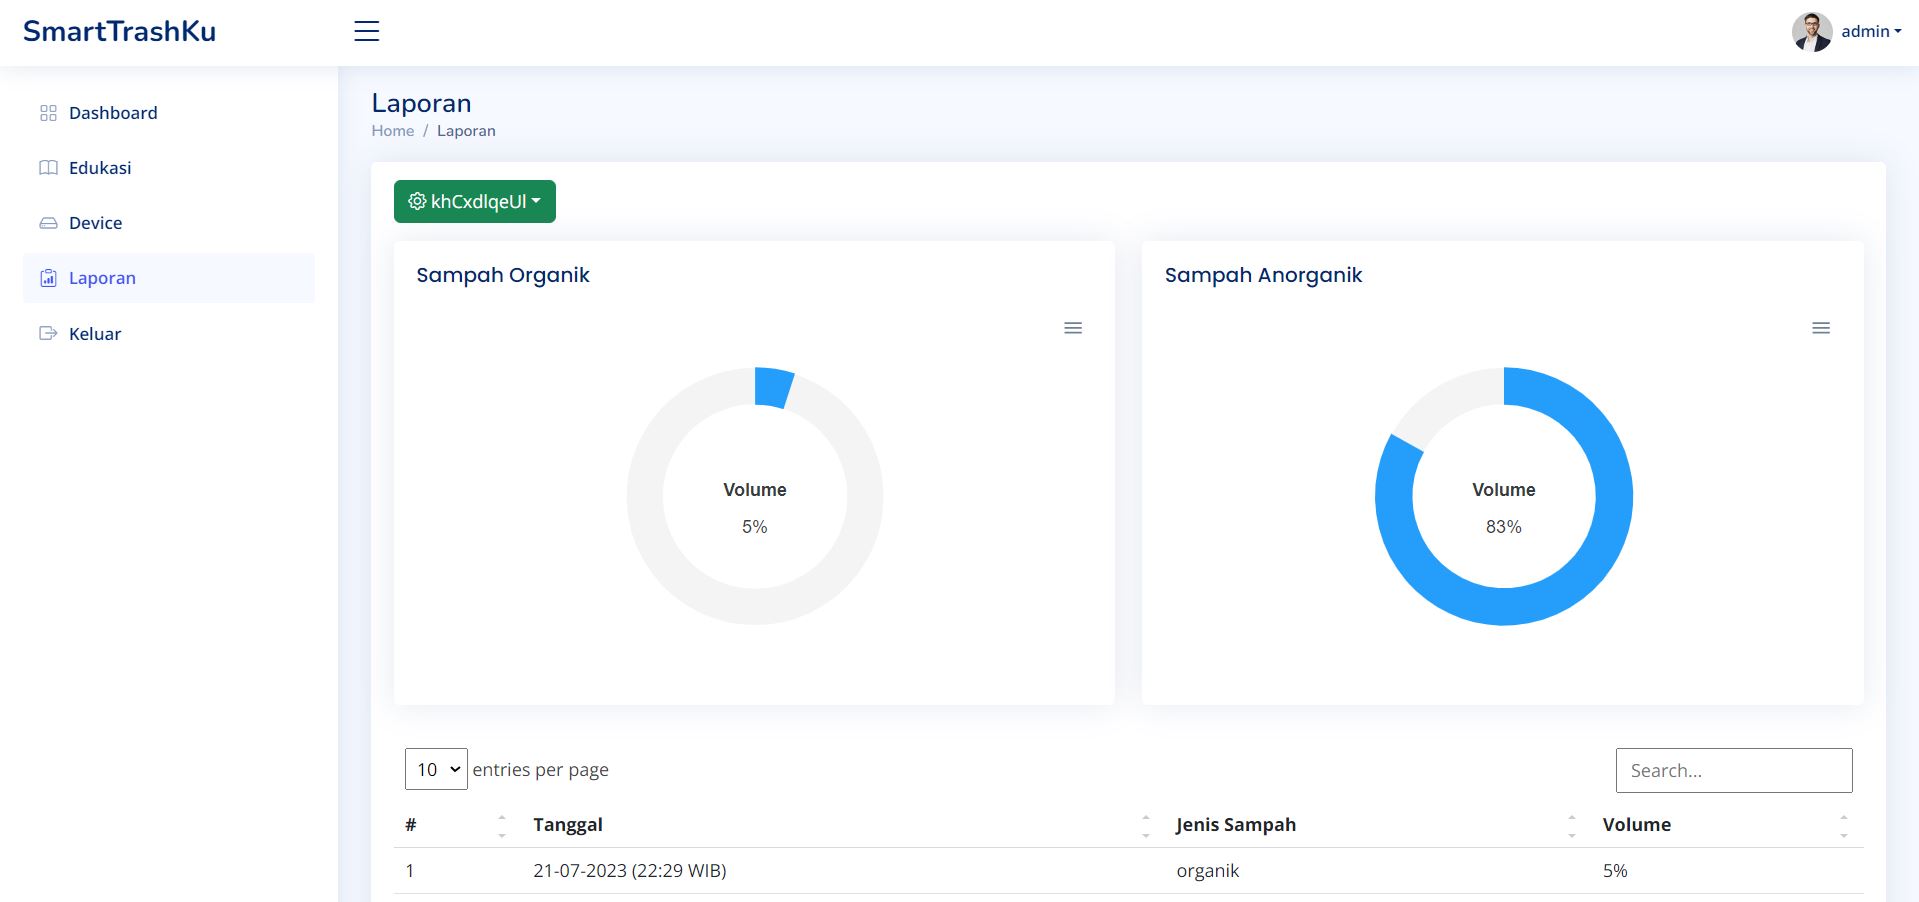 SmartTrashKu
admin
Dashboard
Edukasi
Device
Laporan
Keluar
Laporan
Home / Laporan
khCxdlqeUl
Sampah Organik
Volume
5%
Sampah Anorganik
Volume
83%
10 entries per page
Search...
# Tanggal Jenis Sampah Volume
1 21-07-2023 (22:29 WIB) organik 5%